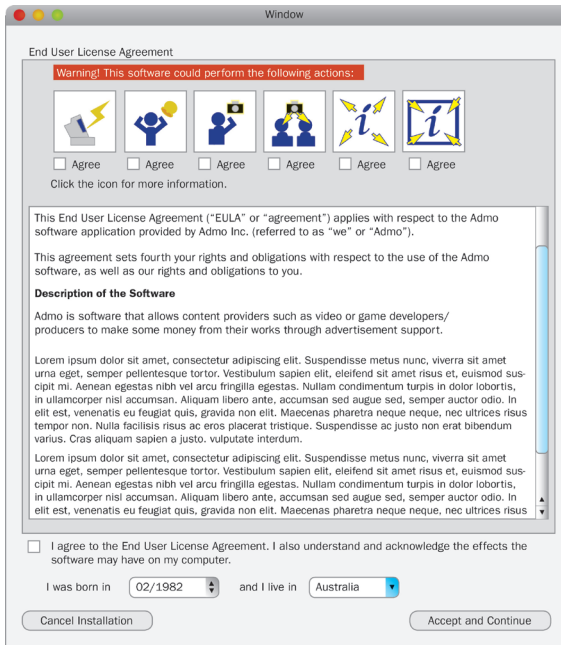 Window
End User License Agreement
Warning! This software could perform the following actions:
i
i
Agree
Agree
Agree
Agree
Agree
Agree
Click the icon for more information.
This End User License Agreement (“EULA” or “agreement”) applies with respect to the Admo
software application provided by Admo Inc. (referred to as “we” or “Admo”).
This agreement sets fourth your rights and obligations with respect to the use of the Admo
software, as well as our rights and obligations to you.
Description of the Software
Admo is software that allows content providers such as video or game developers/
producers to make some money from their works through advertisement support.
Lorem ipsum dolor sit amet, consectetur adipiscing elit. Suspendisse metus nunc, viverra sit amet
urna eget, semper pellentesque tortor. Vestibulum sapien elit, eleifend sit amet risus et, euismod sus-
cipit mi. Aenean egestas nibh vel arcu fringilla egestas. Nullam condimentum turpis in dolor lobortis,
in ullamcorper nisl accumsan. Aliquam libero ante, accumsan sed augue sed, semper auctor odio. In
elit est, venenatis eu feugiat quis, gravida non elit. Maecenas pharetra neque neque, nec ultrices risus
tempor non. Nulla facilisis risus ac eros placerat tristique. Suspendisse ac justo non erat bibendum
varius. Cras aliquam sapien a justo. vulputate interdum.
Lorem ipsum dolor sit amet, consectetur adipiscing elit. Suspendisse metus nunc, viverra sit amet
urna eget, semper pellentesque tortor. Vestibulum sapien elit, eleifend sit amet risus et, euismod sus-
cipit mi. Aenean egestas nibh vel arcu fringilla egestas. Nullam condimentum turpis in dolor lobortis,
in ullamcorper nisl accumsan. Aliquam libero ante, accumsan sed augue sed, semper auctor odio. In
elit est, venenatis eu feugiat quis, gravida non elit. Maecenas pharetra neque neque, nec ultrices risus
I agree to the End User License Agreement. I also understand and acknowledge the effects the
software may have on my computer.
I was born in 02/1982 and I live in Australia
Cancel Installation Accept and Continue